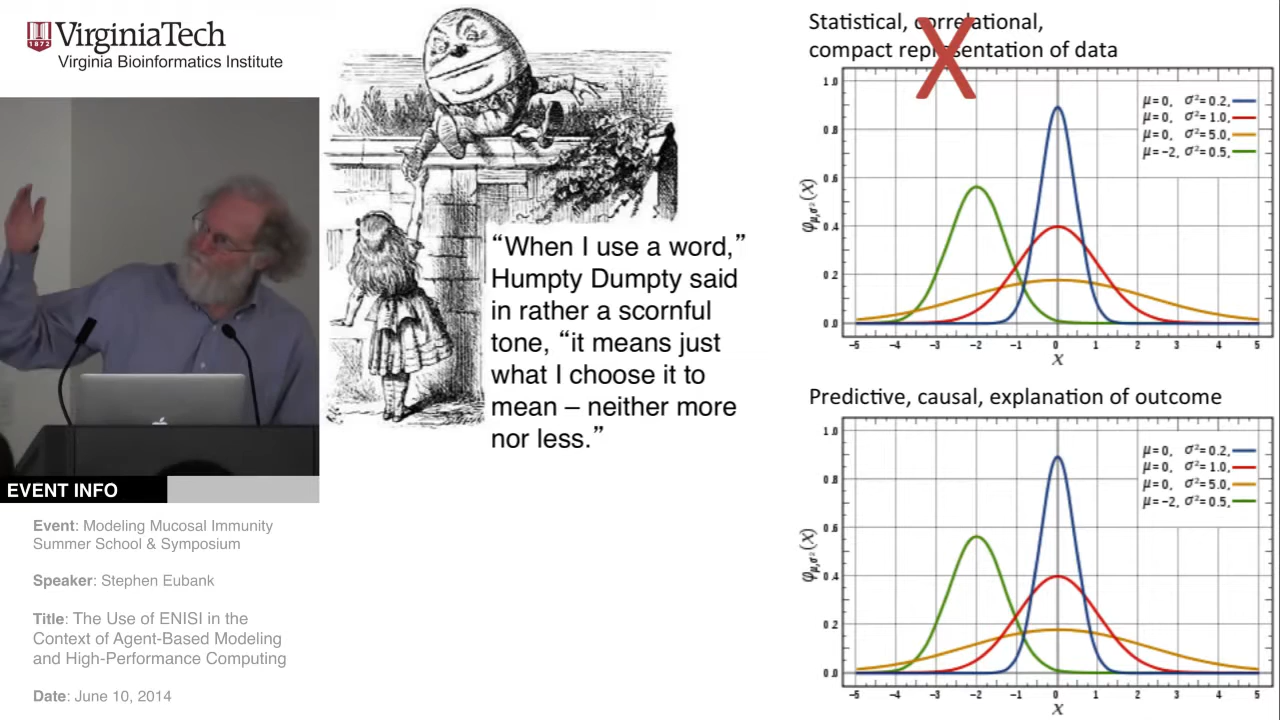 VirginiaTech
1872
Virginia Bioinformatics Institute
EVENT INFO
Event: Modeling Mucosal Immunity
Summer School & Symposium
Speaker: Stephen Eubank
Title: The Use of ENISI in the
Context of Agent-Based Modeling
and High-Performance Computing
Date: June 10, 2014
“When I use a word,”
Humpty Dumpty said
in rather a scornful
tone, “it means just
what I choose it to
mean – neither more
nor less.”
Statistical, correlational,
compact representation of data
X
1.0
0.8
0.6
0.4
0.2
0.0
φμ,σ²(x)
μ=0, σ²=0.2,
μ=0, σ²=1.0,
μ=0, σ²=5.0,
μ=-2, σ²=0.5,
-5 -4 -3 -2 -1 0 1 2 3 4 5
x
Predictive, causal, explanation of outcome
1.0
0.8
0.6
0.4
0.2
0.0
φμ,σ²(x)
μ=0, σ²=0.2,
μ=0, σ²=1.0,
μ=0, σ²=5.0,
μ=-2, σ²=0.5,
-5 -4 -3 -2 -1 0 1 2 3 4 5
x